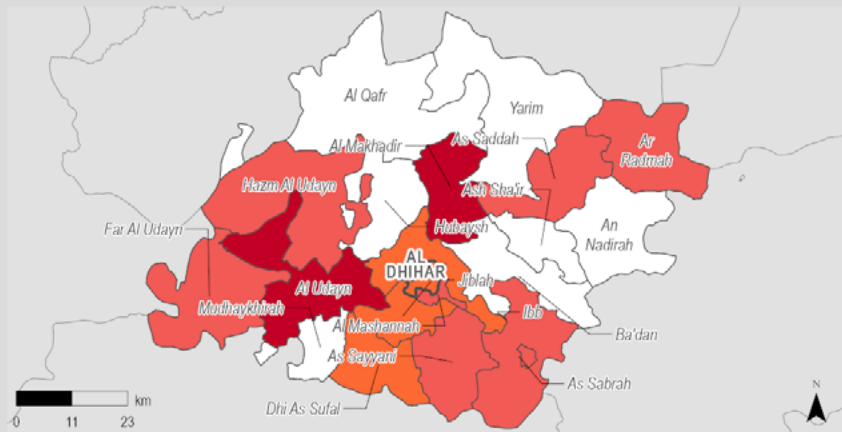 Al Qafr
Yarim
Al Makhadir
As Saddah
Ar
Radmah
Hazm Al Udayn
Ash Sha'ir
Far Al Udayn
Hubaysh
An
Nadirah
AL
DHIHAR
Jiblah
Al Udayn
Mudhaykhirah
Ibb
Al Mashannah
Ba'dan
As Sayyani
As Sabrah
Dhi As Sufal
km
0 11 23
N